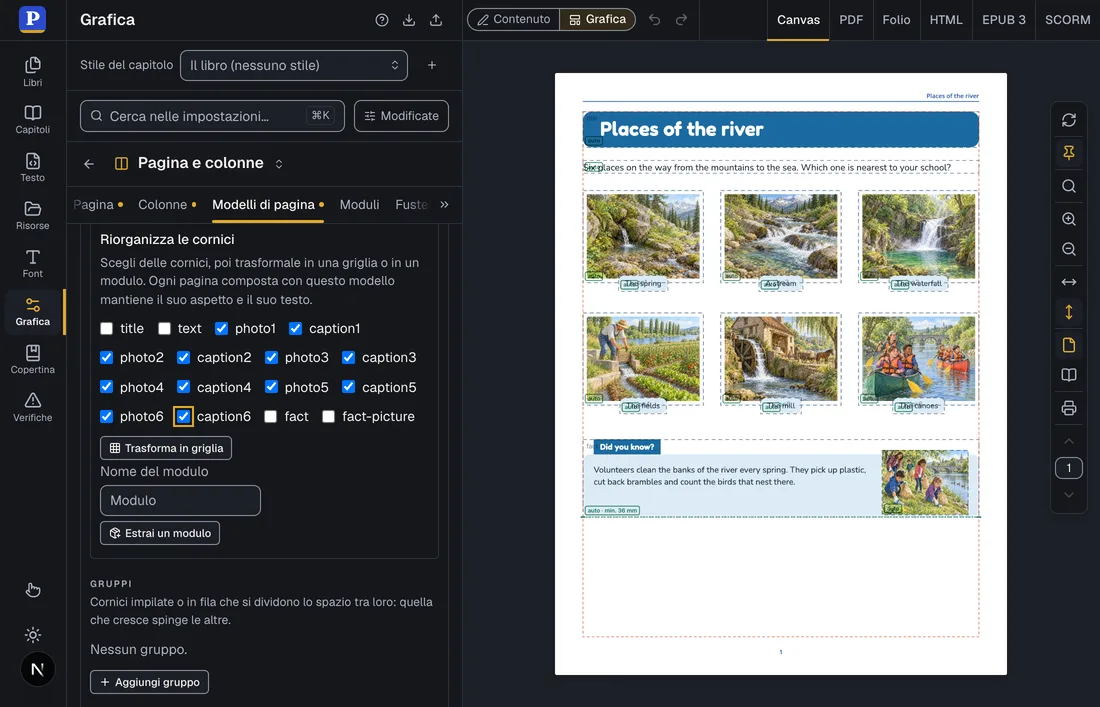 P
Libri
Capitoli
Testo
Risorse
Font
Grafica
Copertina
Verifiche
N
Grafica
Stile del capitolo
Il libro (nessuno stile)
Cerca nelle impostazioni...
⌘K
Modificate
Pagina e colonne
Pagina
Colonne
Modelli di pagina
Moduli
Riorganizza le cornici
Scegli delle cornici, poi trasformale in una griglia o in un
modulo. Ogni pagina composta con questo modello
mantiene il suo aspetto e il suo testo.
title text photo1 caption1
photo2 caption2 photo3 caption3
photo4 caption4 photo5 caption5
photo6 caption6 fact fact-picture
Trasforma in griglia
Nome del modulo
Modulo
Estrai un modulo
GRUPPI
Cornici impilate o in fila che si dividono lo spazio tra loro: quella
che cresce spinge le altre.
Nessun gruppo.
+ Aggiungi gruppo
Contenuto
Grafica
Canvas PDF Folio HTML EPUB 3 SCORM
Places of the river
Places of the river
auto
places on the way from the mountains to the sea. Which one is nearest to your school?
spring
stream
waterfall
fields
mill
canoes
Did you know?
Volunteers clean the banks of the river every spring. They pick up plastic,
cut back brambles and count the birds that nest there.
auto · min. 36 mm
1
1